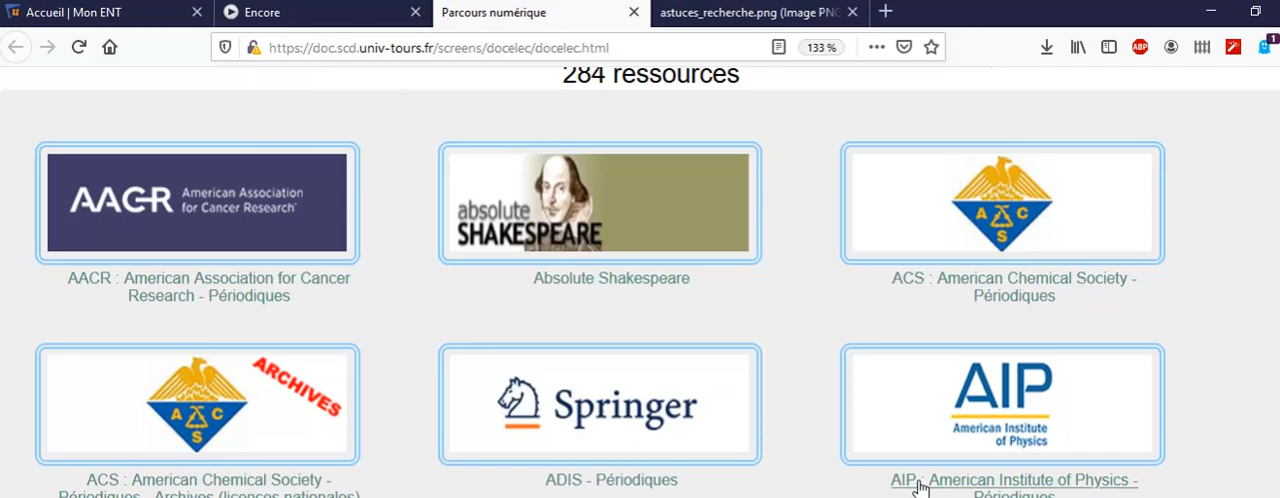 Accueil | Mon ENT
Encore
Parcours numérique
astuces_recherche.png (Image PNG
https://doc.scd.univ-tours.fr/screens/docelec/docelec.html
133 %
ABP
1
284 ressources
AACR American Association
for Cancer Research
absolute
SHAKESPEARE
A C
S
AACR : American Association for Cancer
Research - Périodiques
Absolute Shakespeare
ACS : American Chemical Society -
Périodiques
A C
S
ARCHIVES
Springer
AIP
American Institute
of Physics
ACS : American Chemical Society -
Périodiques - Archives (licences nationales)
ADIS - Périodiques
AIP : American Institute of Physics -
Périodiques